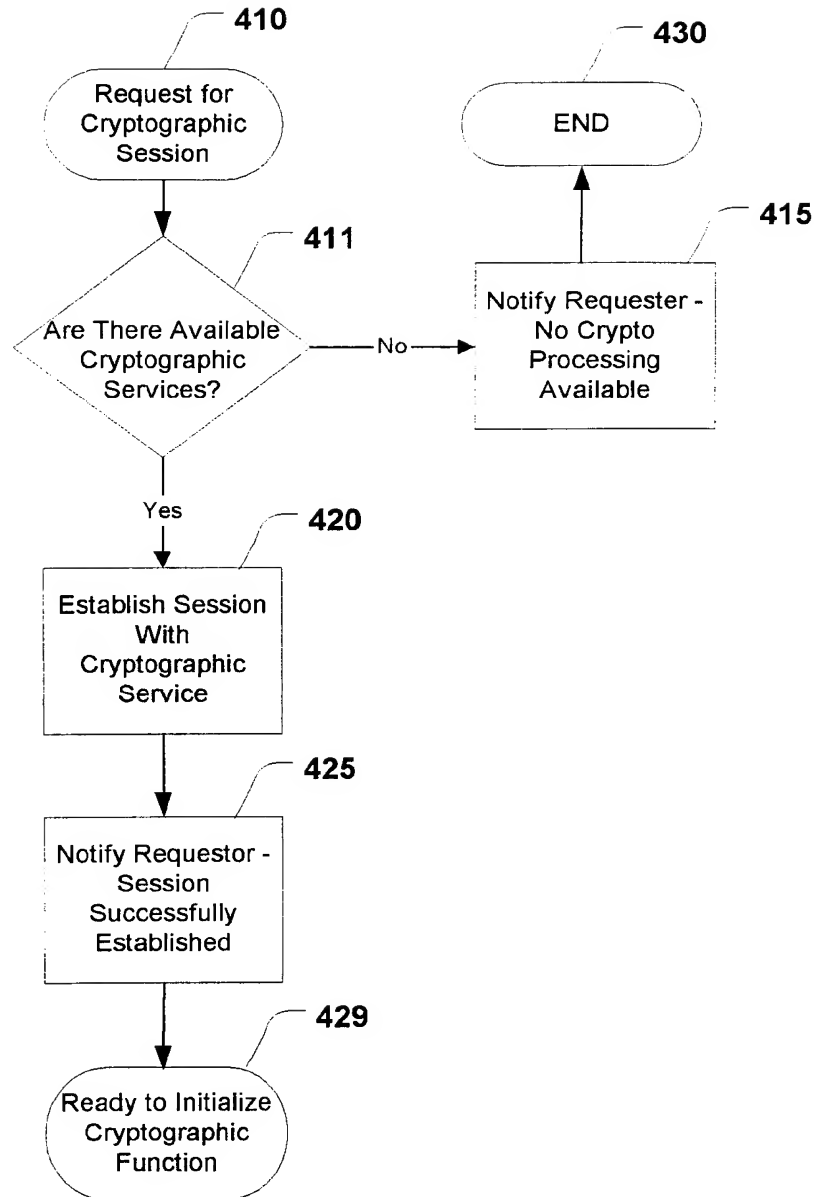 410
Request for
Cryptographic
Session
430
END
411
Are There Available
Cryptographic
Services?
No
415
Notify Requester -
No Crypto
Processing
Available
Yes
420
Establish Session
With
Cryptographic
Service
425
Notify Requestor -
Session
Successfully
Established
429
Ready to Initialize
Cryptographic
Function